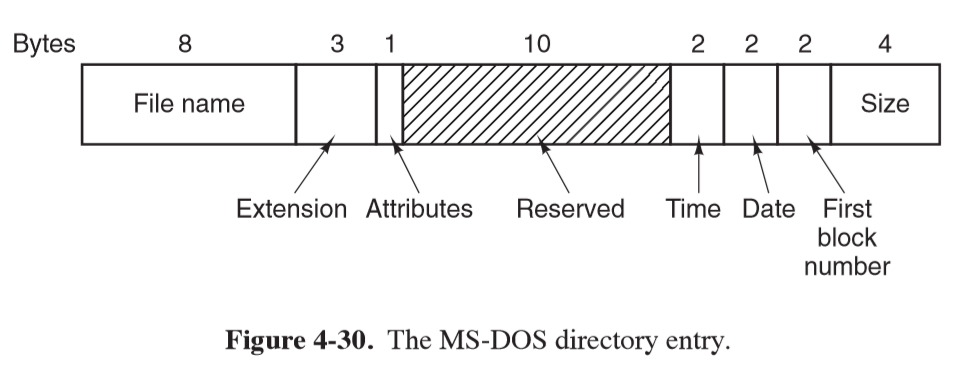 Bytes 8 3 1 10 2 2 2 4
File name Size
Extension Attributes Reserved Time Date First
block
number
Figure 4-30. The MS-DOS directory entry.